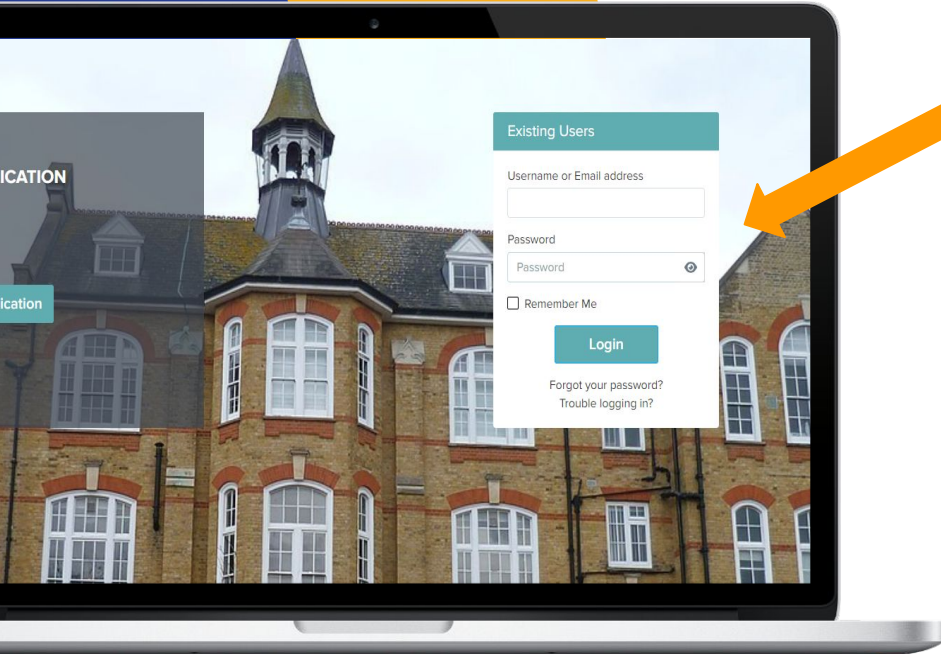 ICATION
ication
Existing Users
Username or Email address
Password
Password
Remember Me
Login
Forgot your password?
Trouble logging in?